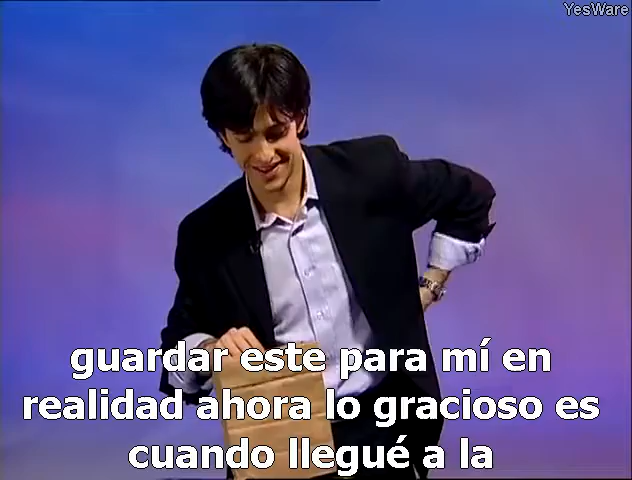 YesWare
guardar este para mí en
realidad ahora lo gracioso es
cuando llegué a la